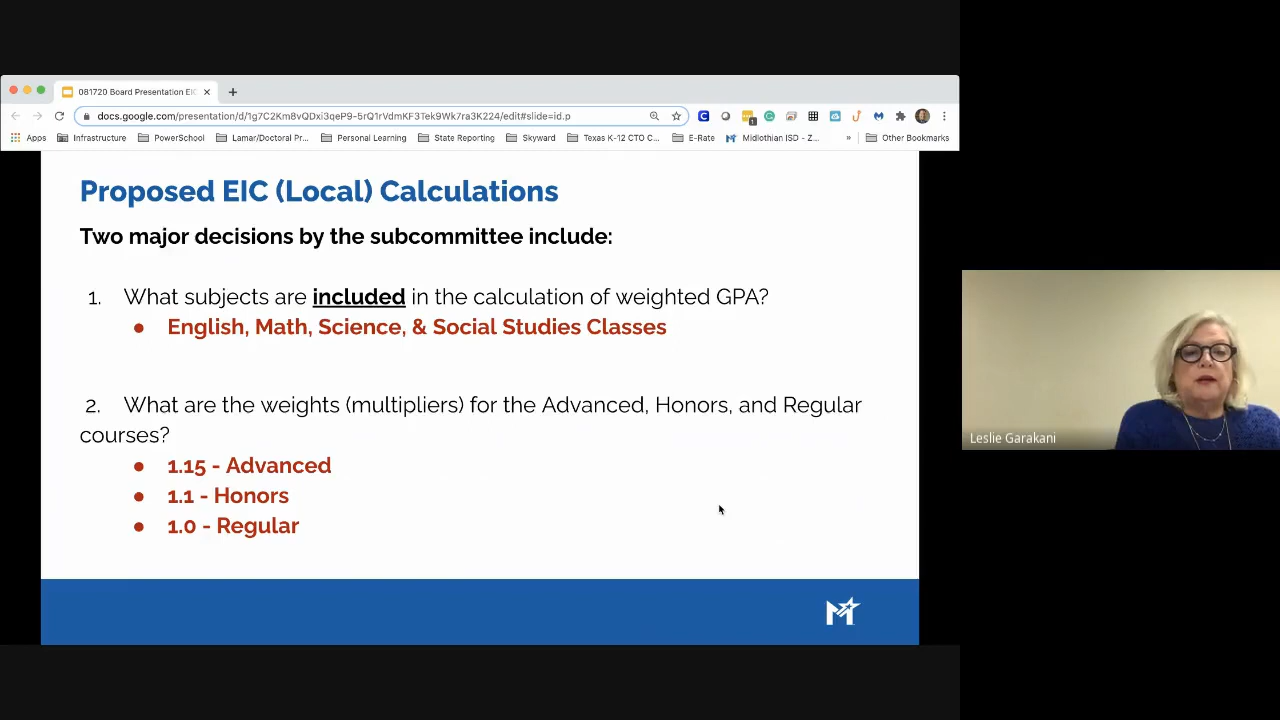 081720 Board Presentation EIC
docs.google.com/presentation/d/1g7C2Km8vQDxi3qeP9-5rQ1rVdmKF3Tek9Wk7ra3K224/edit#slide=id.p
Apps Infrastructure PowerSchool Lamar/Doctoral Pr... Personal Learning State Reporting Skyward Texas K-12 CTO C... E-Rate Midlothian ISD - Z... » Other Bookmarks
Proposed EIC (Local) Calculations
Two major decisions by the subcommittee include:
1. What subjects are included in the calculation of weighted GPA?
● English, Math, Science, & Social Studies Classes
2. What are the weights (multipliers) for the Advanced, Honors, and Regular
courses?
● 1.15 - Advanced
● 1.1 - Honors
● 1.0 - Regular
M
Leslie Garakani